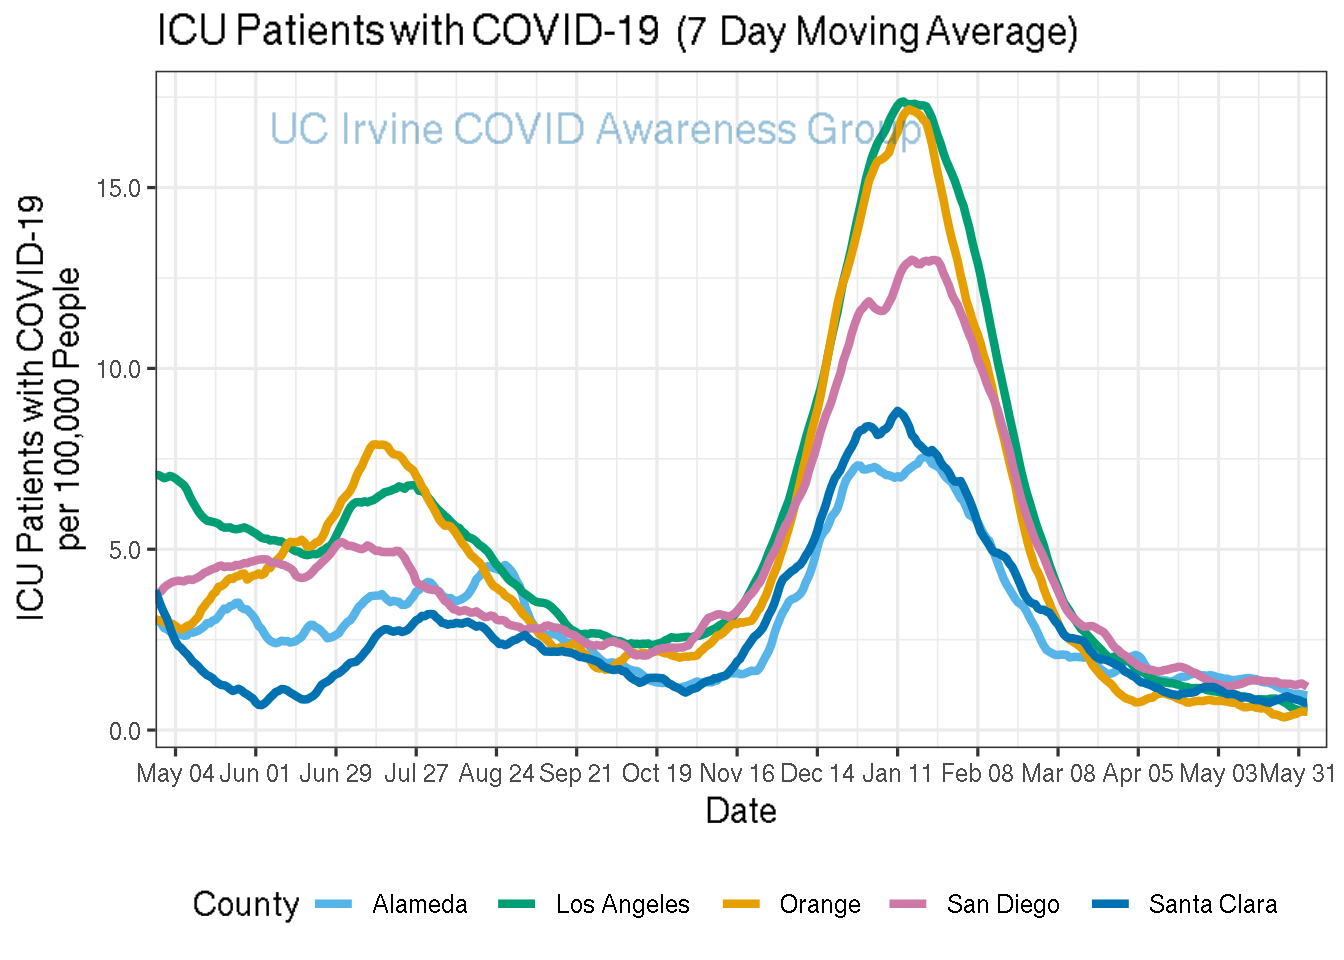 ICU Patients with COVID-19 (7 Day Moving Average)
UC Irvine COVID Awareness Group
ICU Patients with COVID-19
per 100,000 People
15.0
10.0
5.0
0.0
May 04 Jun 01 Jun 29 Jul 27 Aug 24 Sep 21 Oct 19 Nov 16 Dec 14 Jan 11 Feb 08 Mar 08 Apr 05 May 03 May 31
Date
County Alameda Los Angeles Orange San Diego Santa Clara